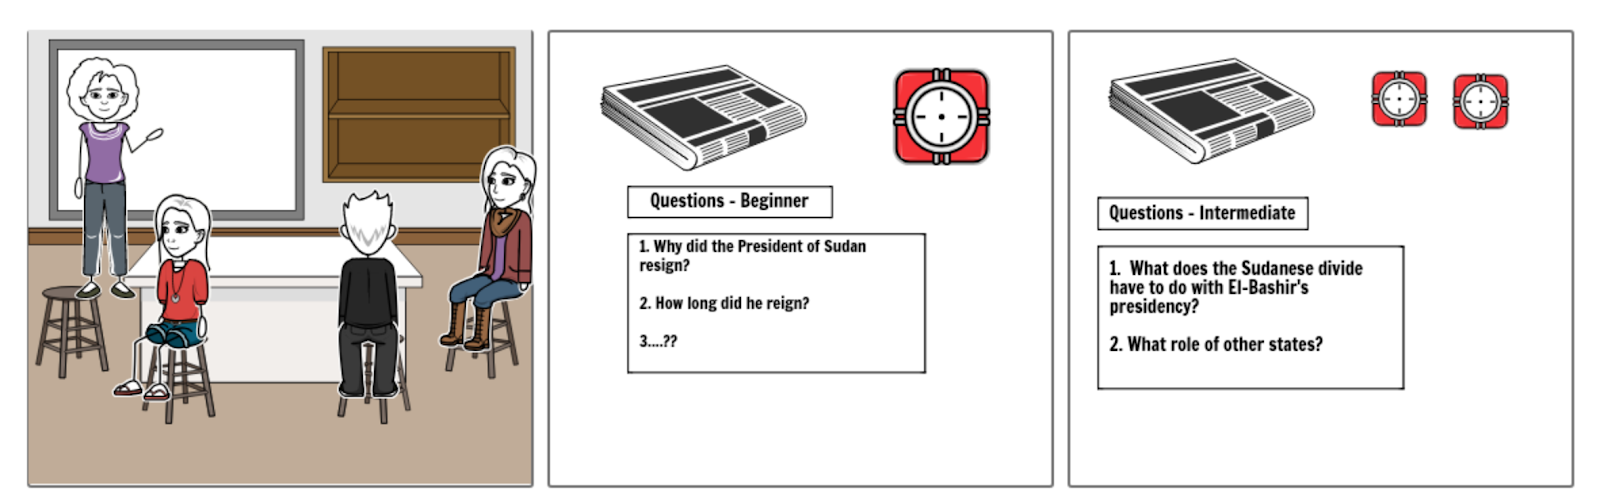 Questions - Beginner
1. Why did the President of Sudan
resign?
2. How long did he reign?
3....??
Questions - Intermediate
1. What does the Sudanese divide
have to do with El-Bashir's
presidency?
2. What role of other states?